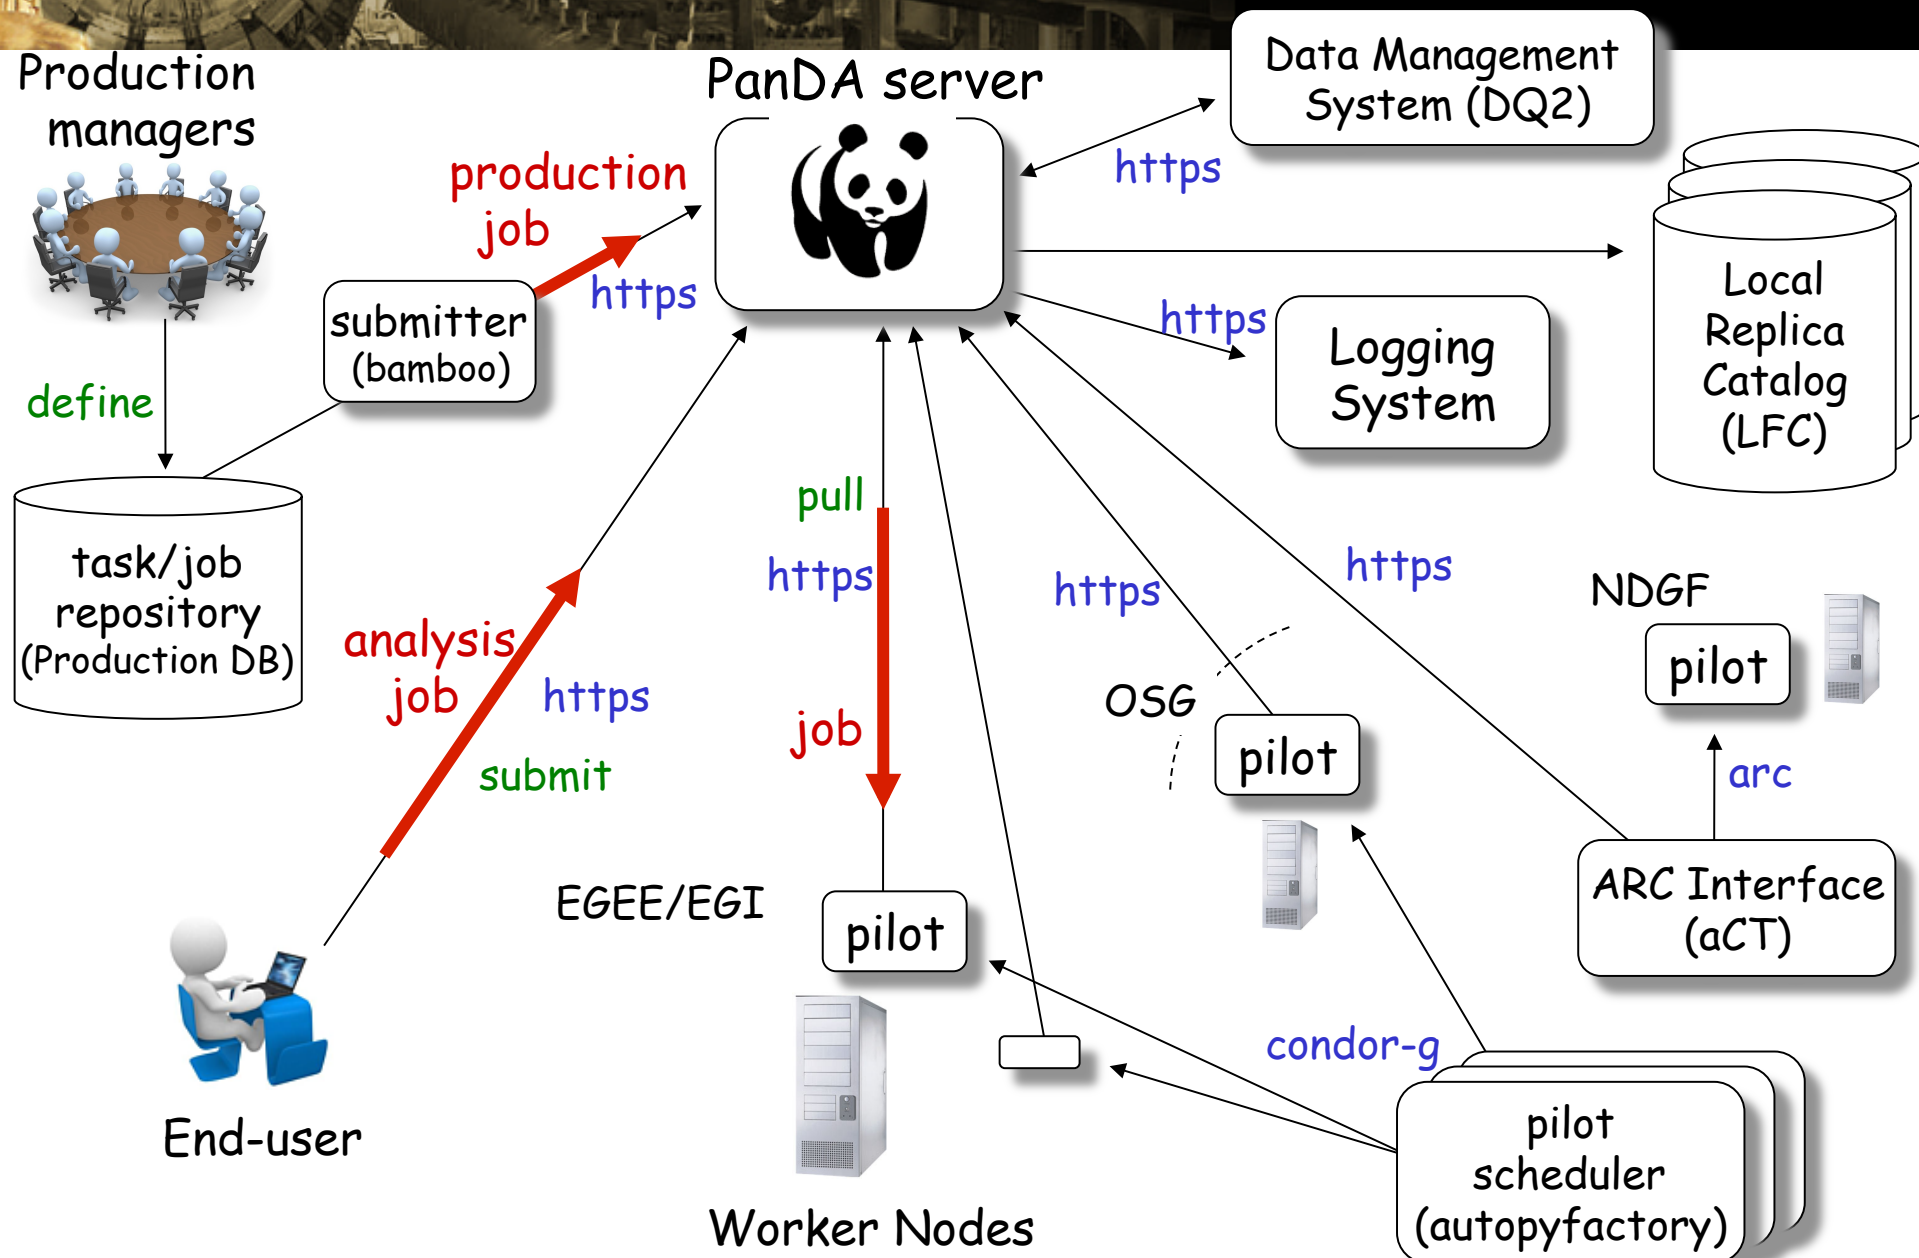 Production
managers
PanDA server
Data Management
System (DQ2)
https
production
job
https
submitter
(bamboo)
define
https
Logging
System
Local
Replica
Catalog
(LFC)
task/job
repository
(Production DB)
pull
https
job
analysis
job
https
submit
https
https
NDGF
pilot
OSG
pilot
arc
ARC Interface
(aCT)
EGEE/EGI
pilot
condor-g
End-user
Worker Nodes
pilot
scheduler
(autopyfactory)